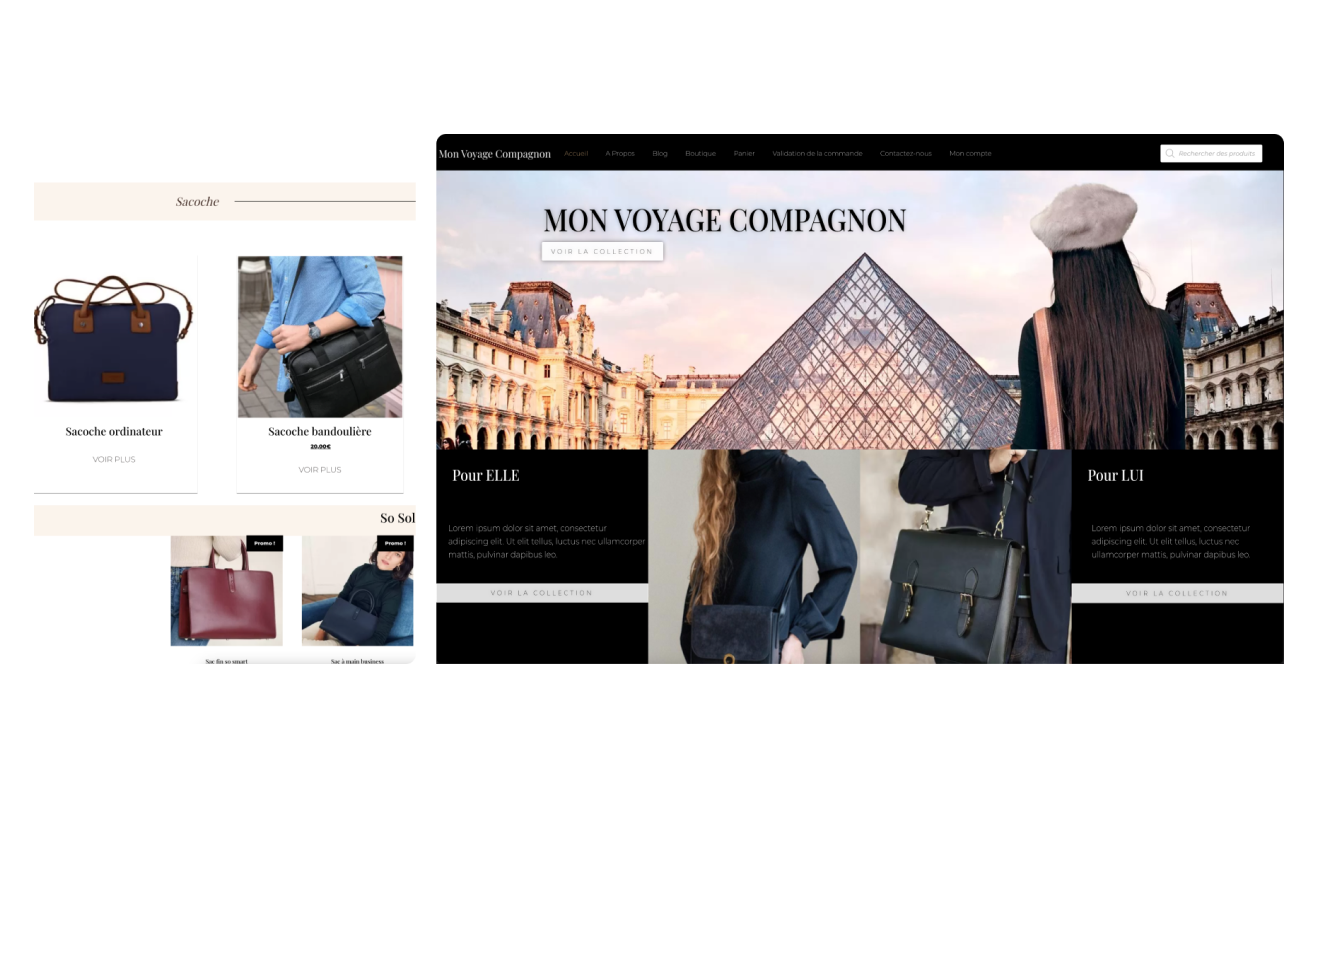 Sacoche
Sacoche ordinateur
VOIR PLUS
Sacoche bandoulière
20.00€
VOIR PLUS
So Sol
Promo !
Promo !
Sac fin so smart
Sac à main business
Mon Voyage Compagnon
Accueil
A Propos
Blog
Boutique
Panier
Validation de la commande
Contactez-nous
Mon compte
Rechercher des produits
MON VOYAGE COMPAGNON
VOIR LA COLLECTION
Pour ELLE
Lorem ipsum dolor sit amet, consectetur
adipiscing elit. Ut elit tellus, luctus nec ullamcorper
mattis, pulvinar dapibus leo.
VOIR LA COLLECTION
Pour LUI
Lorem ipsum dolor sit amet, consectetur
adipiscing elit. Ut elit tellus, luctus nec
ullamcorper mattis, pulvinar dapibus leo.
VOIR LA COLLECTION